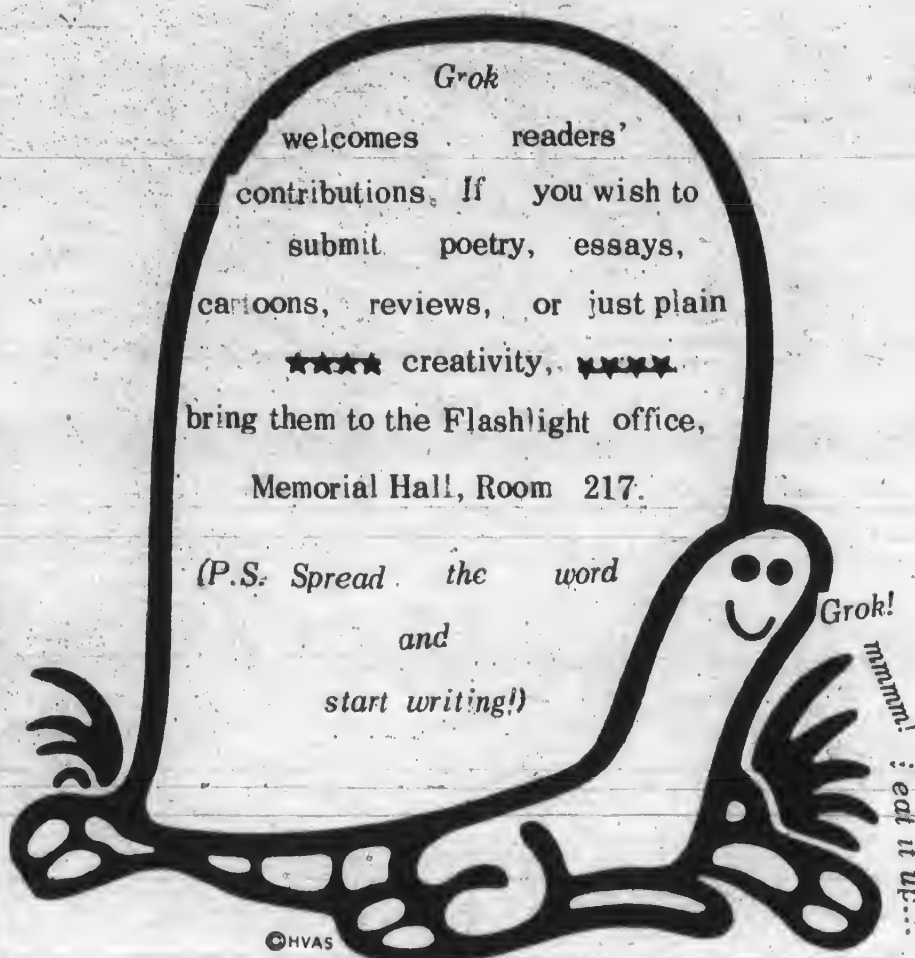 Grok
welcomes readers'
contributions. If you wish to
submit poetry, essays,
cartoons, reviews, or just plain
★★★★ creativity, ★★★★
bring them to the Flashlight office,
Memorial Hall, Room 217.
(P.S. Spread the word
and
start writing!)
Grok!
mmmm!
i eat it up...
©HVAS